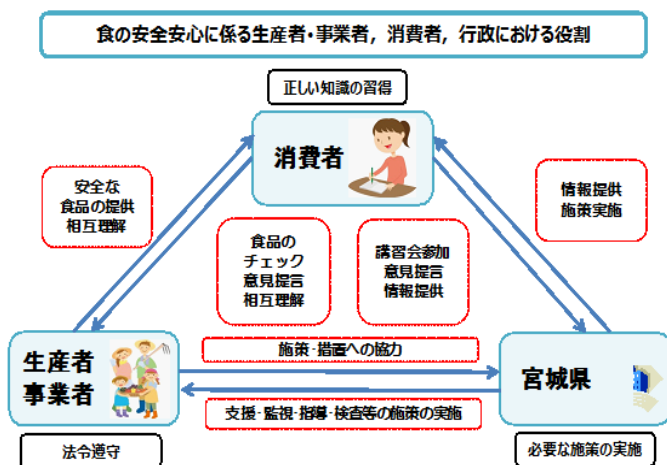 食の安全安心に係る生産者・事業者，消費者，行政における役割
正しい知識の習得
消費者
安全な
食品の提供
相互理解
情報提供
施策実施
食品の
チェック
意見提言
相互理解
講習会参加
意見提言
情報提供
生産者
事業者
施策・措置への協力
宮城県
支援・監視・指導・検査等の施策の実施
法令遵守
必要な施策の実施